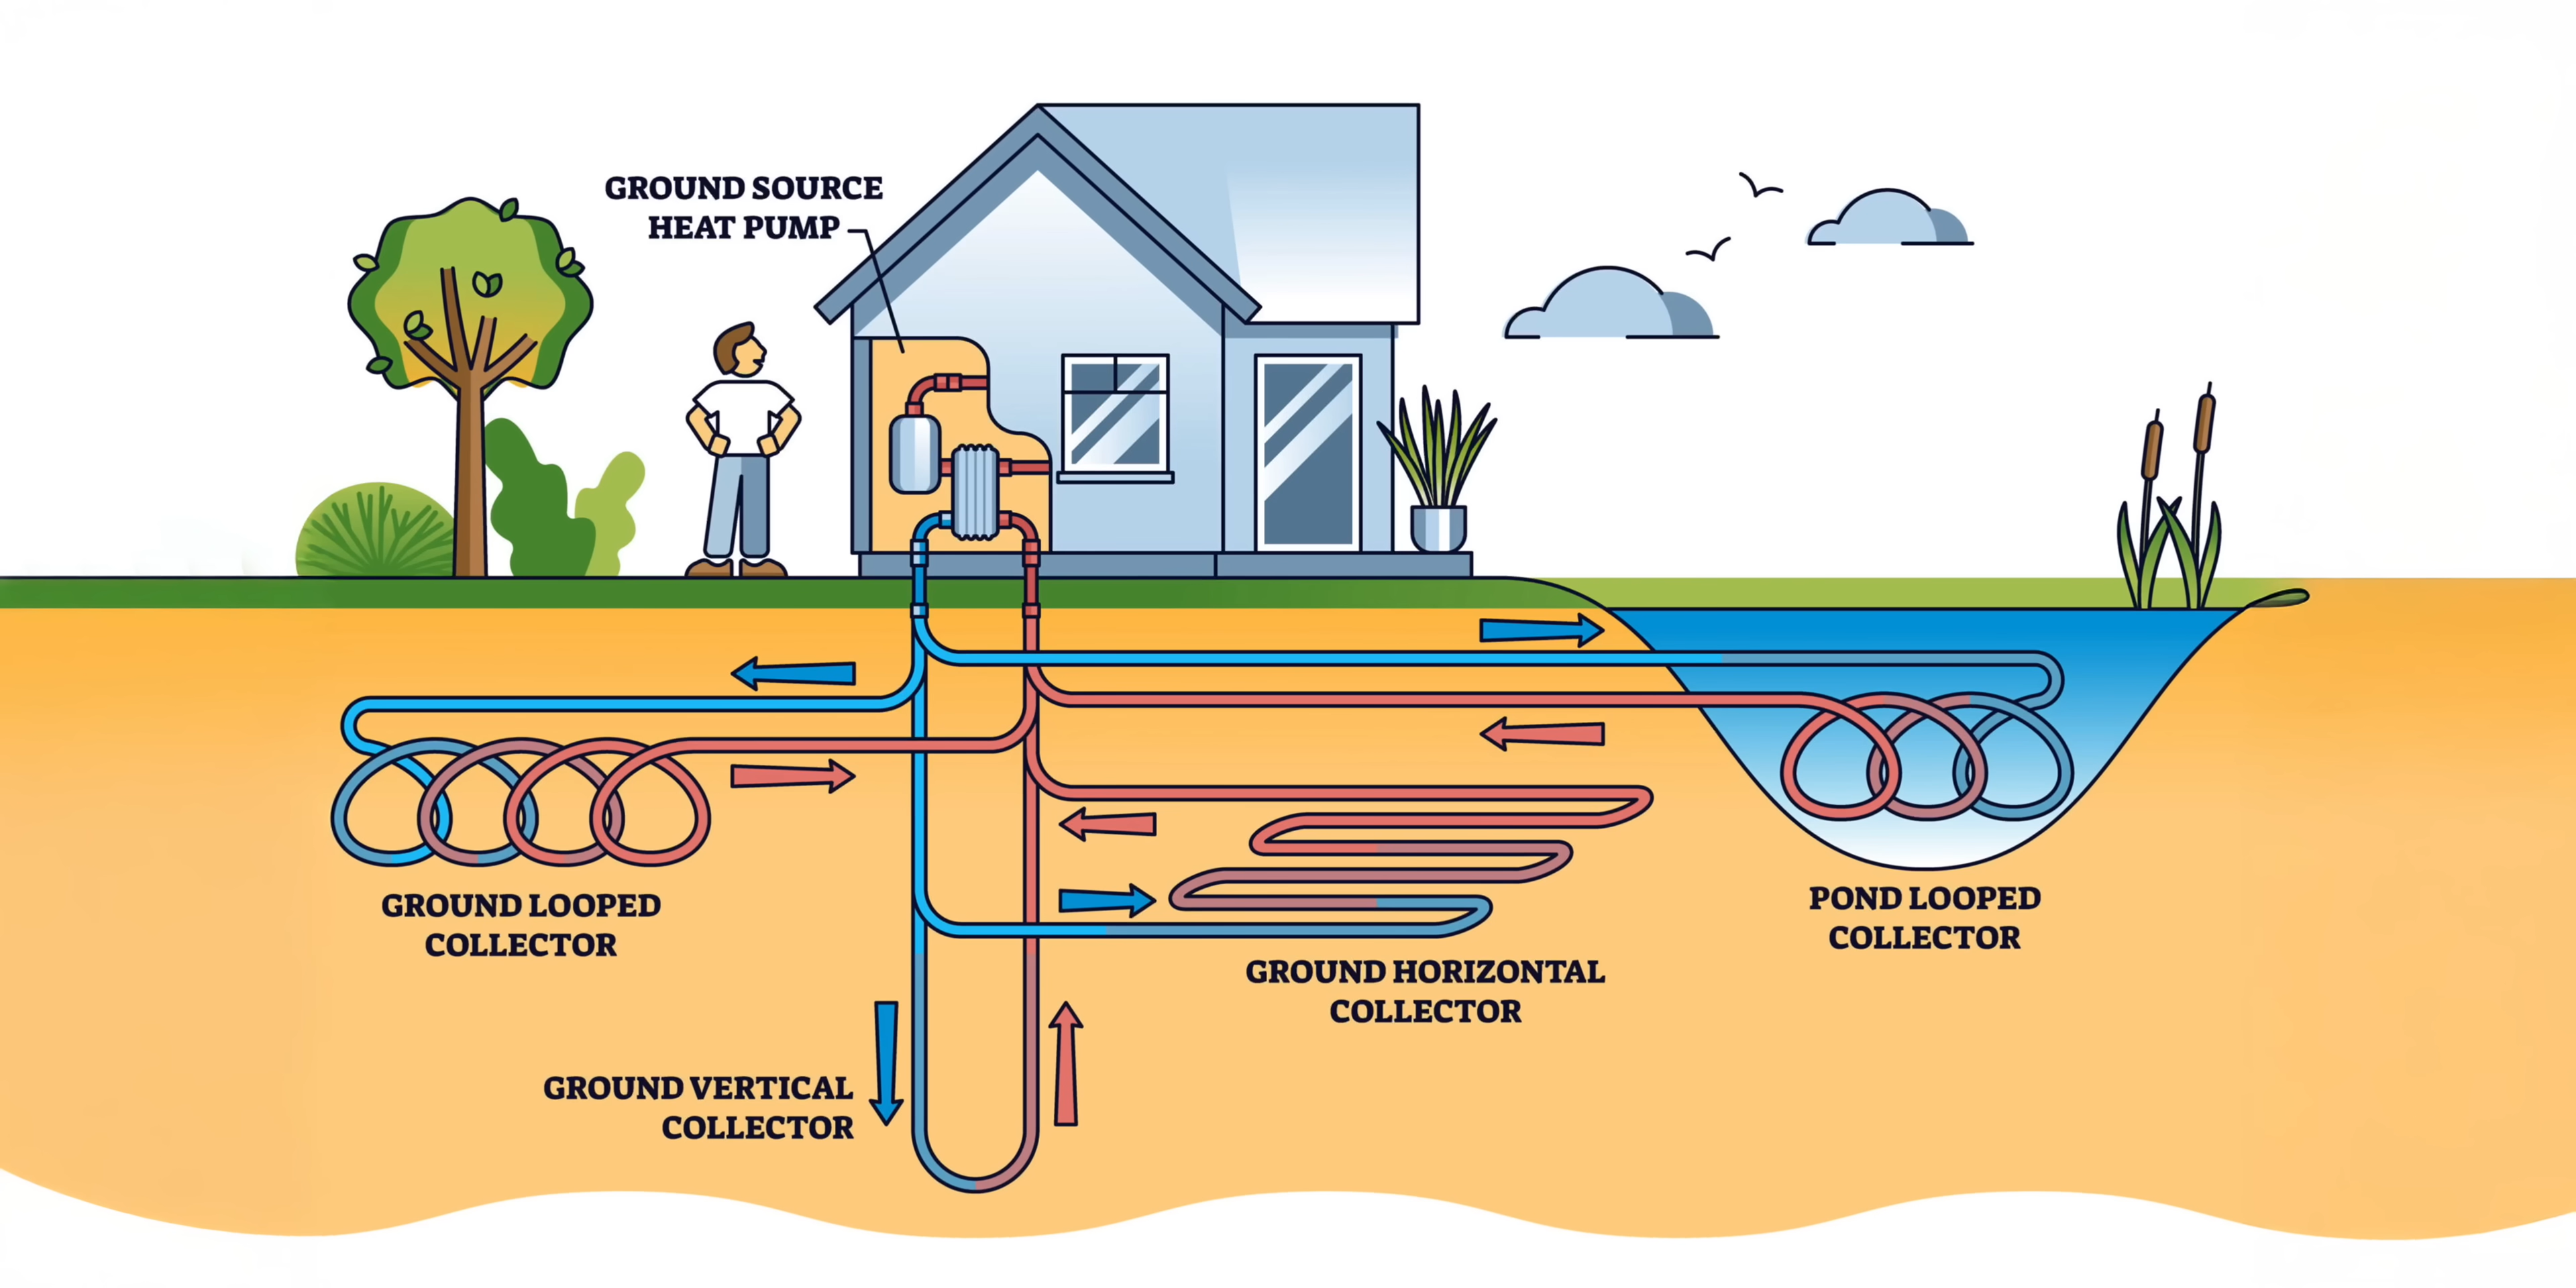 GROUND SOURCE
HEAT PUMP
GROUND LOOPED
COLLECTOR
POND LOOPED
COLLECTOR
GROUND HORIZONTAL
COLLECTOR
GROUND VERTICAL
COLLECTOR